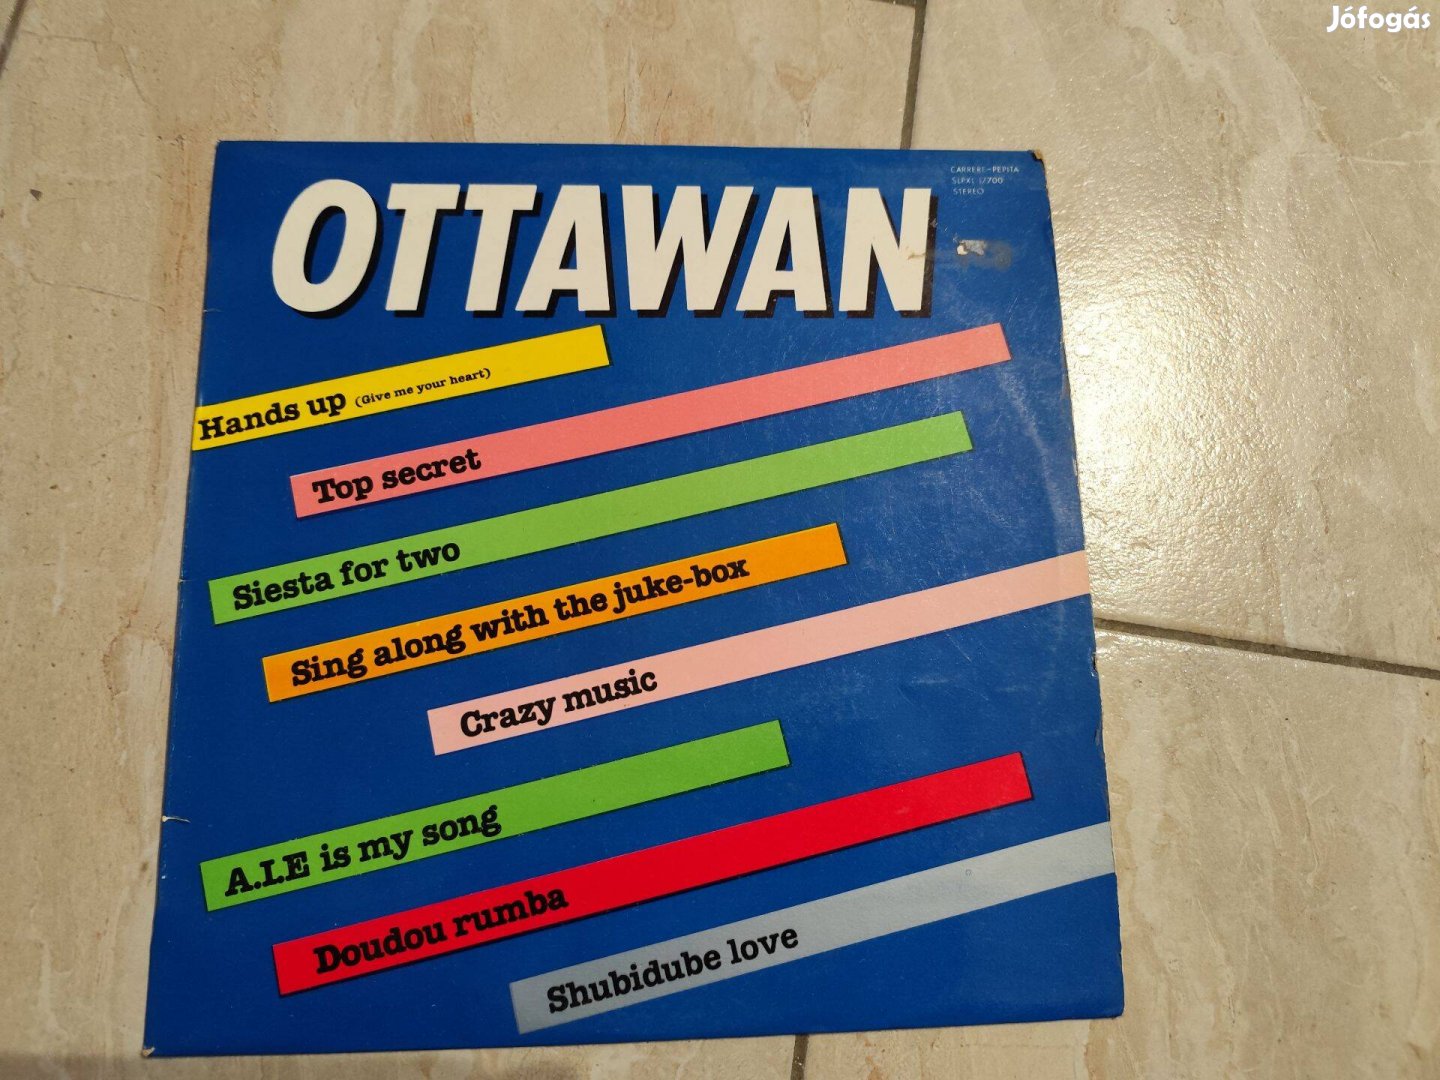 Jófogás
CARRERE-PEPITA
SLPXL 17700
STEREO
OTTAWAN
Hands up (Give me your heart)
Top secret
Siesta for two
Sing along with the juke-box
Crazy music
A.I.E is my song
Doudou rumba
Shubidube love